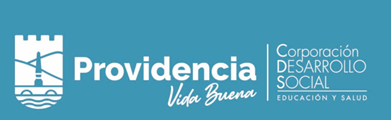 Providencia
Vida Buena
Corporación
DESARROLLO
SOCIAL
EDUCACIÓN Y SALUD